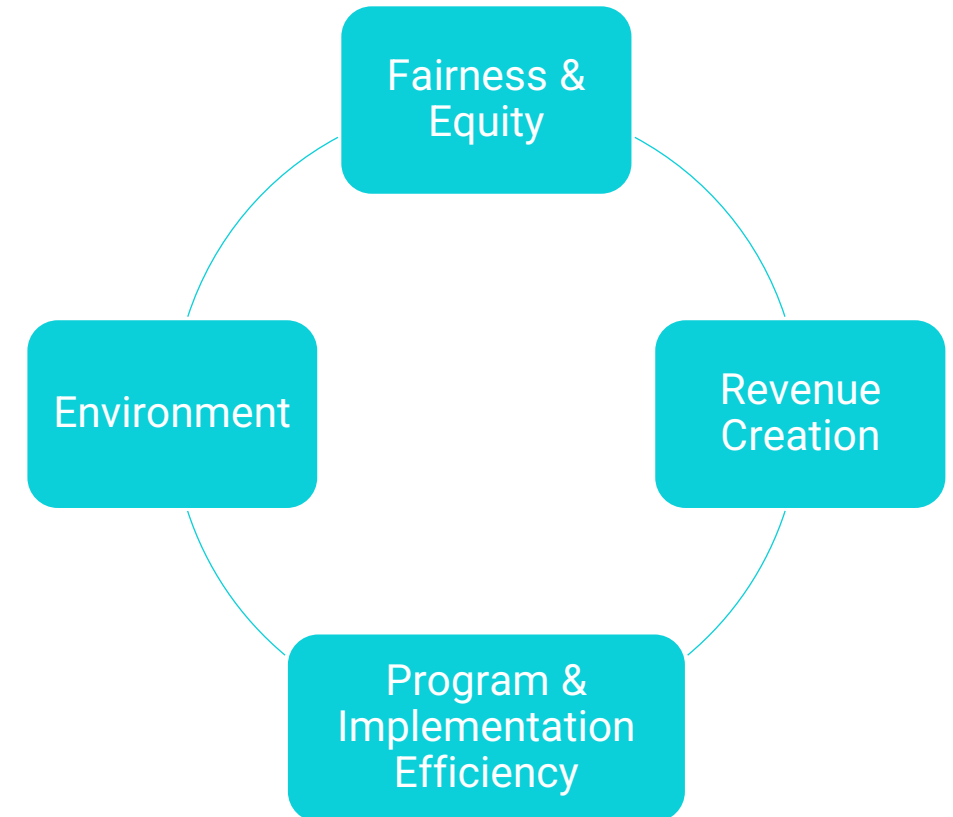 Fairness &
Equity
Revenue
Creation
Program &
Implementation
Efficiency
Environment